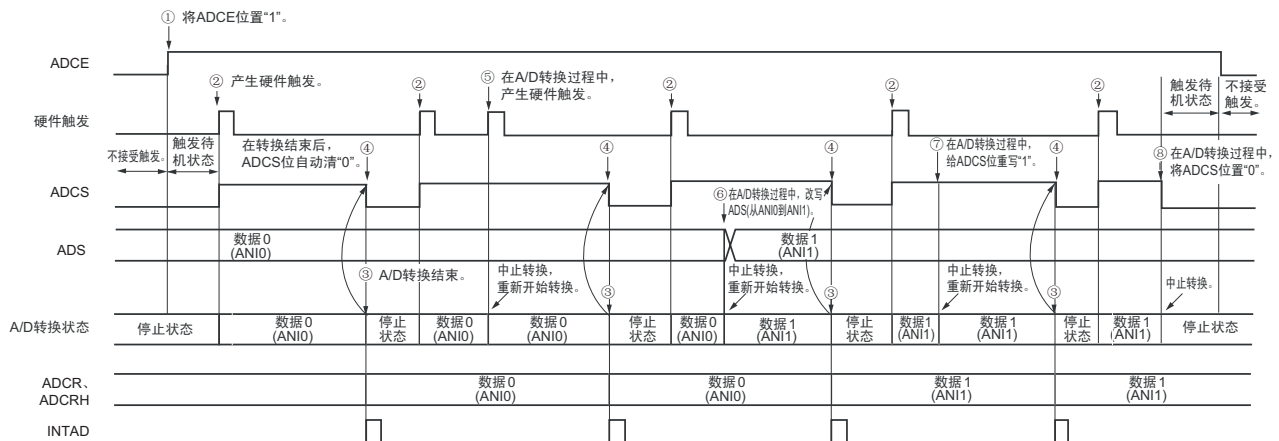 ① 将ADCE位置“1”。
ADCE
② 产生硬件触发。
②
⑤ 在A/D转换过程中，
产生硬件触发。
②
②
②
触发待
机状态
不接受
触发。
硬件触发
不接受触发。
触发待
机状态
在转换结束后，
ADCS位自动清“0”。
④
④
④
⑦在A/D转换过程中，
给ADCS位重写“1”。
④
⑧ 在A/D转换过程中，
将ADCS位置“0”。
ADCS
⑥在A/D转换过程中，改写
ADS(从ANI0到ANI1)。
ADS
数据0
(ANI0)
数据1
(ANI1)
③ A/D转换结束。
中止转换，
重新开始转换。
③
中止转换，
重新开始转换。
③
中止转换，
重新开始转换。
③
中止转换。
A/D转换状态
停止状态
数据0
(ANI0)
停止
状态
数据0
(ANI0)
数据0
(ANI0)
停止
状态
数据0
(ANI0)
数据1
(ANI1)
停止
状态
数据1
(ANI1)
数据1
(ANI1)
停止
状态
数据1
(ANI1)
停止状态
ADCR、
ADCRH
数据0
(ANI0)
数据0
(ANI0)
数据1
(ANI1)
数据1
(ANI1)
INTAD